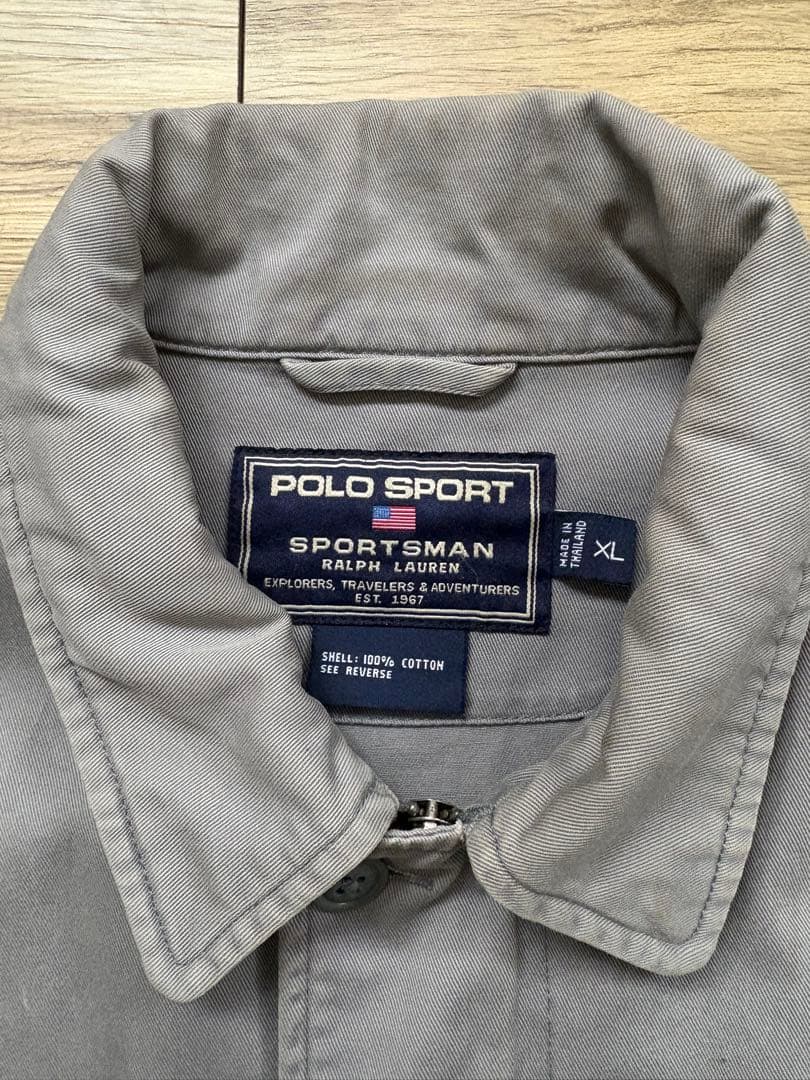 POLO SPORT
SPORTSMAN
RALPH LAUREN
EXPLORERS, TRAVELERS & ADVENTURERS
EST. 1967
MADE IN
THAILAND
XL
SHELL: 100% COTTON
SEE REVERSE